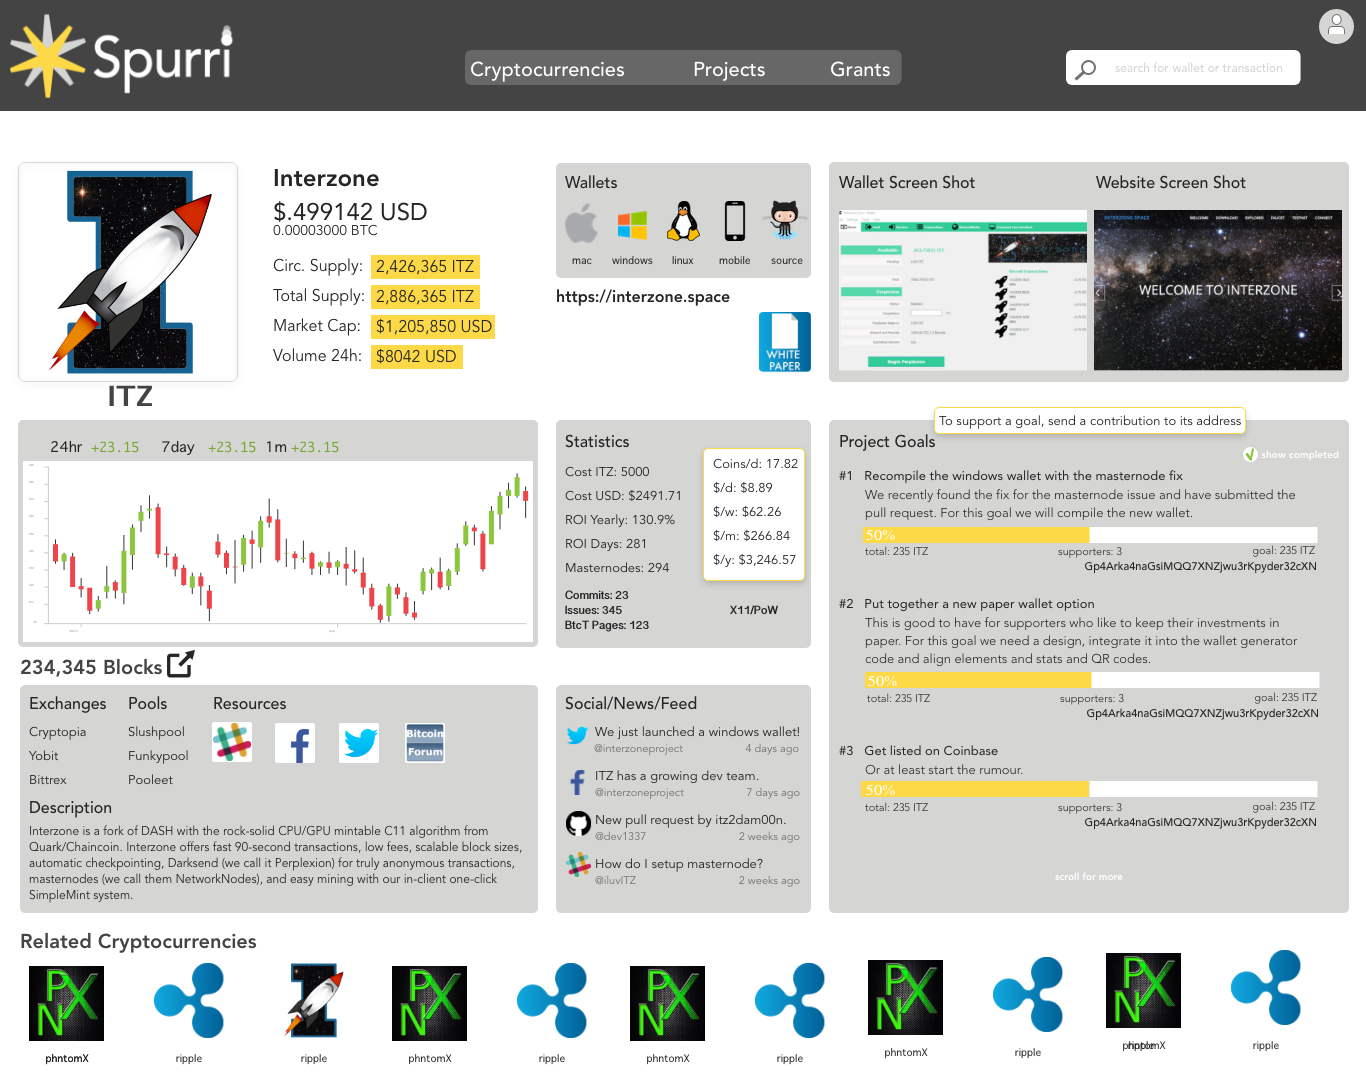 Spurri
Cryptocurrencies
Projects
Grants
search for wallet or transaction
Interzone
$.499142 USD
0.00003000 BTC
Circ. Supply: 2,426,365 ITZ
Total Supply: 2,886,365 ITZ
Market Cap: $1,205,850 USD
Volume 24h: $8042 USD
ITZ
Wallets
mac
windows
linux
mobile
source
https://interzone.space
WHITE
PAPER
Wallet Screen Shot
Website Screen Shot
INTERZONE.SPACE
WELCOME DOWNLOAD EXPLORER FAUCET TESTNET CONNECT
WELCOME TO INTERZONE
Begin Perplexion
24hr +23.15 7day +23.15 1m +23.15
234,345 Blocks
Statistics
Cost ITZ: 5000
Cost USD: $2491.71
ROI Yearly: 130.9%
ROI Days: 281
Masternodes: 294
Coins/d: 17.82
$/d: $8.89
$/w: $62.26
$/m: $266.84
$/y: $3,246.57
Commits: 23
Issues: 345
BtcT Pages: 123
X11/PoW
To support a goal, send a contribution to its address
Project Goals
show completed
#1 Recompile the windows wallet with the masternode fix
We recently found the fix for the masternode issue and have submitted the
pull request. For this goal we will compile the new wallet.
50%
total: 235 ITZ supporters: 3 goal: 235 ITZ
Gp4Arka4naGsiMQQ7XNZjwu3rKpyder32cXN
#2 Put together a new paper wallet option
This is good to have for supporters who like to keep their investments in
paper. For this goal we need a design, integrate it into the wallet generator
code and align elements and stats and QR codes.
50%
total: 235 ITZ supporters: 3 goal: 235 ITZ
Gp4Arka4naGsiMQQ7XNZjwu3rKpyder32cXN
#3 Get listed on Coinbase
Or at least start the rumour.
50%
total: 235 ITZ supporters: 3 goal: 235 ITZ
Gp4Arka4naGsiMQQ7XNZjwu3rKpyder32cXN
scroll for more
Exchanges
Cryptopia
Yobit
Bittrex
Pools
Slushpool
Funkypool
Pooleet
Resources
Bitcoin
Forum
Description
Interzone is a fork of DASH with the rock-solid CPU/GPU mintable C11 algorithm from
Quark/Chaincoin. Interzone offers fast 90-second transactions, low fees, scalable block sizes,
automatic checkpointing, Darksend (we call it Perplexion) for truly anonymous transactions,
masternodes (we call them NetworkNodes), and easy mining with our in-client one-click
SimpleMint system.
Social/News/Feed
We just launched a windows wallet!
@interzoneproject 4 days ago
ITZ has a growing dev team.
@interzoneproject 7 days ago
New pull request by itz2dam00n.
@dev1337 2 weeks ago
How do I setup masternode?
@iluvITZ 2 weeks ago
Related Cryptocurrencies
phntomX
ripple
ripple
phntomX
ripple
phntomX
ripple
phntomX
ripple
phntomX
ripple
ripple